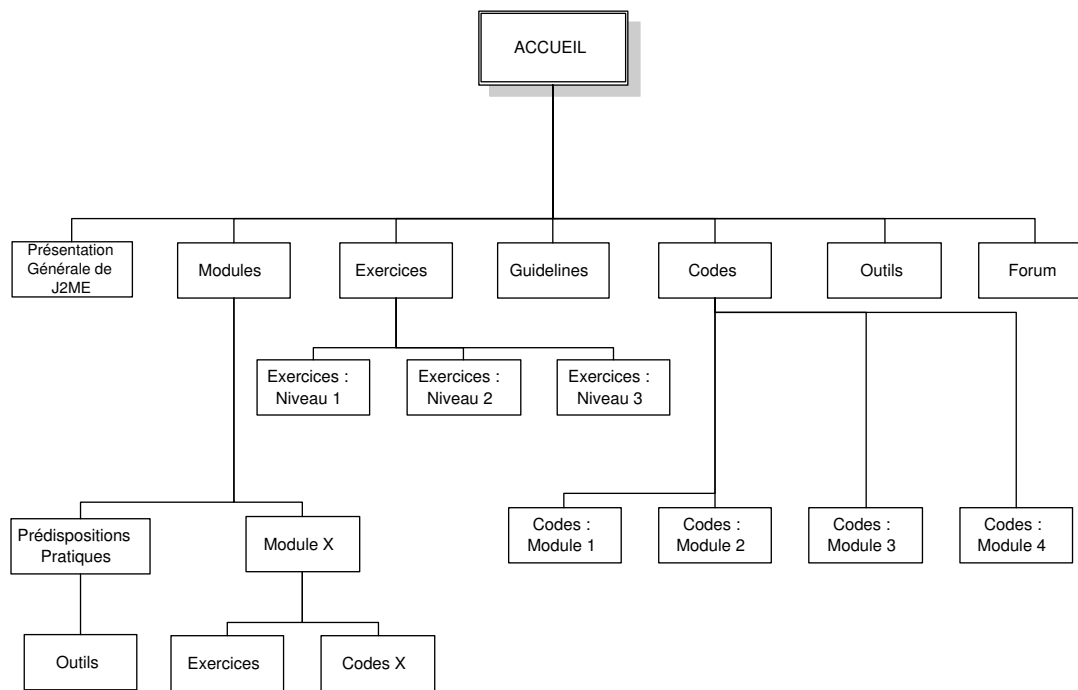 ACCUEIL
Présentation
Générale de
J2ME
Modules
Exercices
Guidelines
Codes
Outils
Forum
Exercices :
Niveau 1
Exercices :
Niveau 2
Exercices :
Niveau 3
Prédispositions
Pratiques
Module X
Codes :
Module 1
Codes :
Module 2
Codes :
Module 3
Codes :
Module 4
Outils
Exercices
Codes X